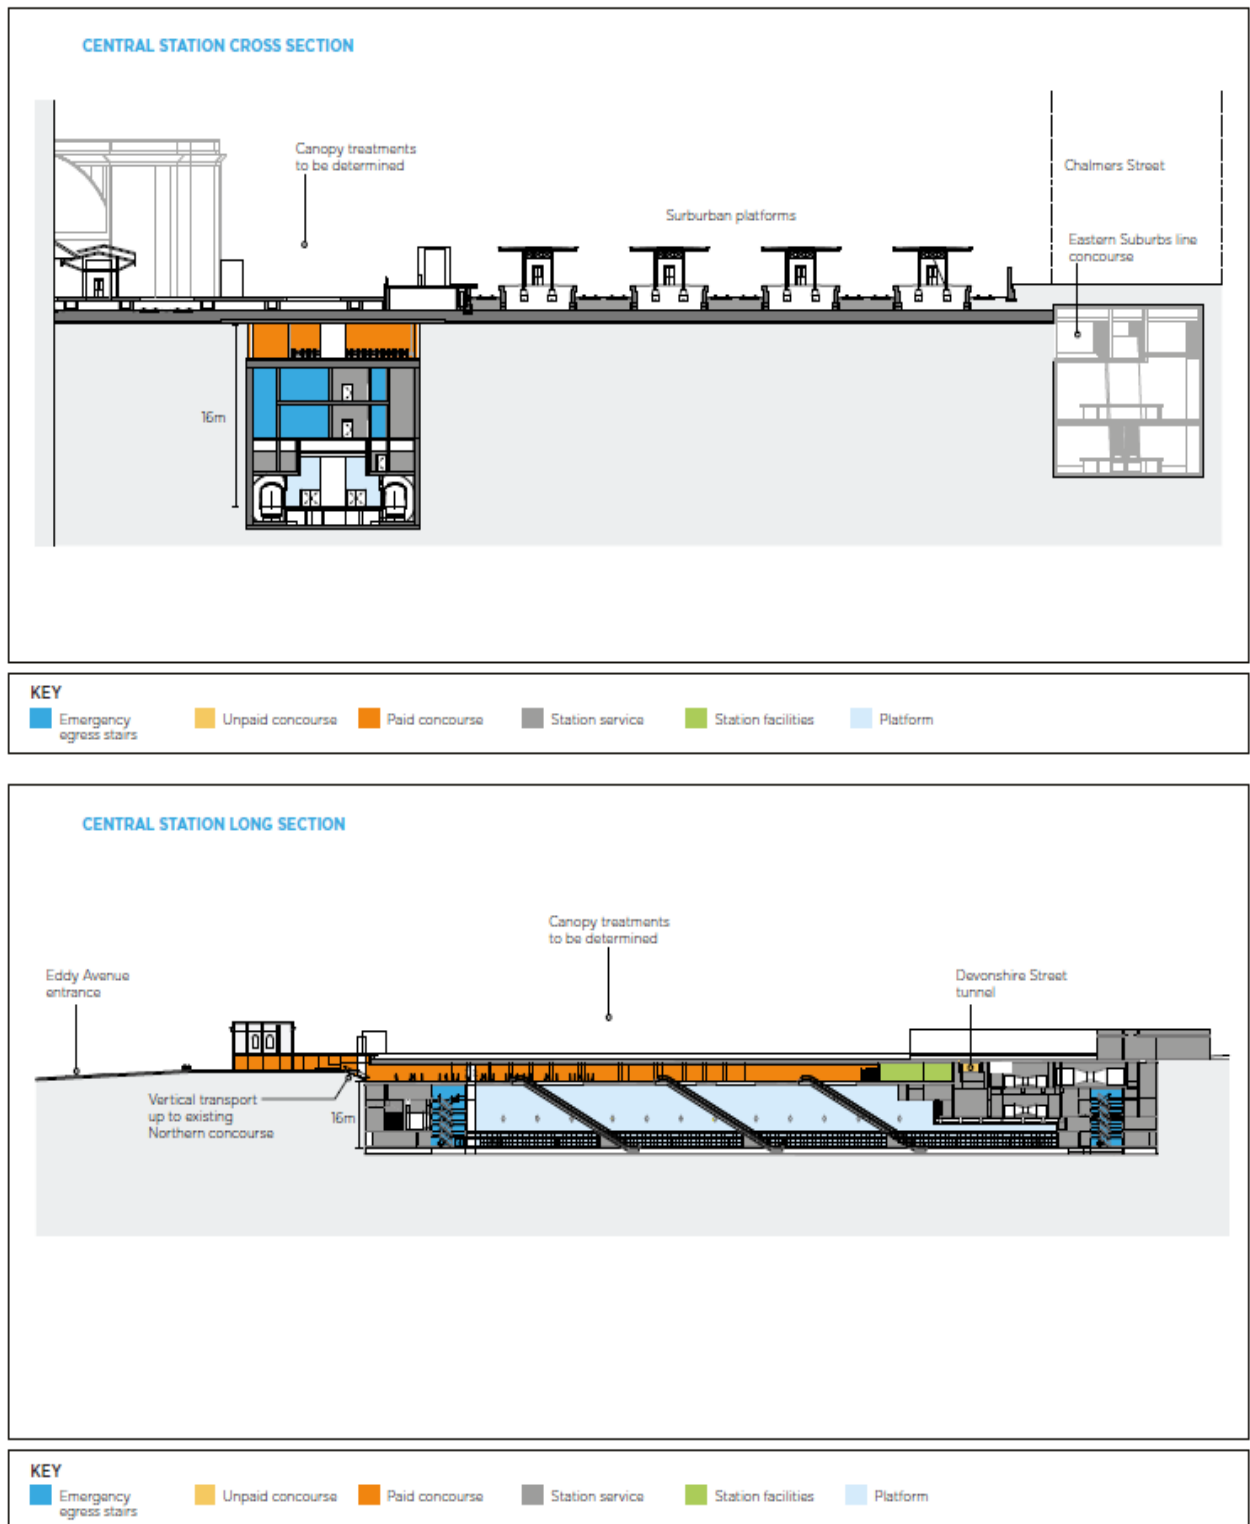 CENTRAL STATION CROSS SECTION
Canopy treatments
to be determined
Chalmers Street
Surburban platforms
Eastern Suburbs line
concourse
16m
KEY
Emergency
egress stairs
Unpaid concourse
Paid concourse
Station service
Station facilities
Platform
CENTRAL STATION LONG SECTION
Canopy treatments
to be determined
Eddy Avenue
entrance
Devonshire Street
tunnel
Vertical transport
up to existing
Northern concourse
16m
KEY
Emergency
egress stairs
Unpaid concourse
Paid concourse
Station service
Station facilities
Platform